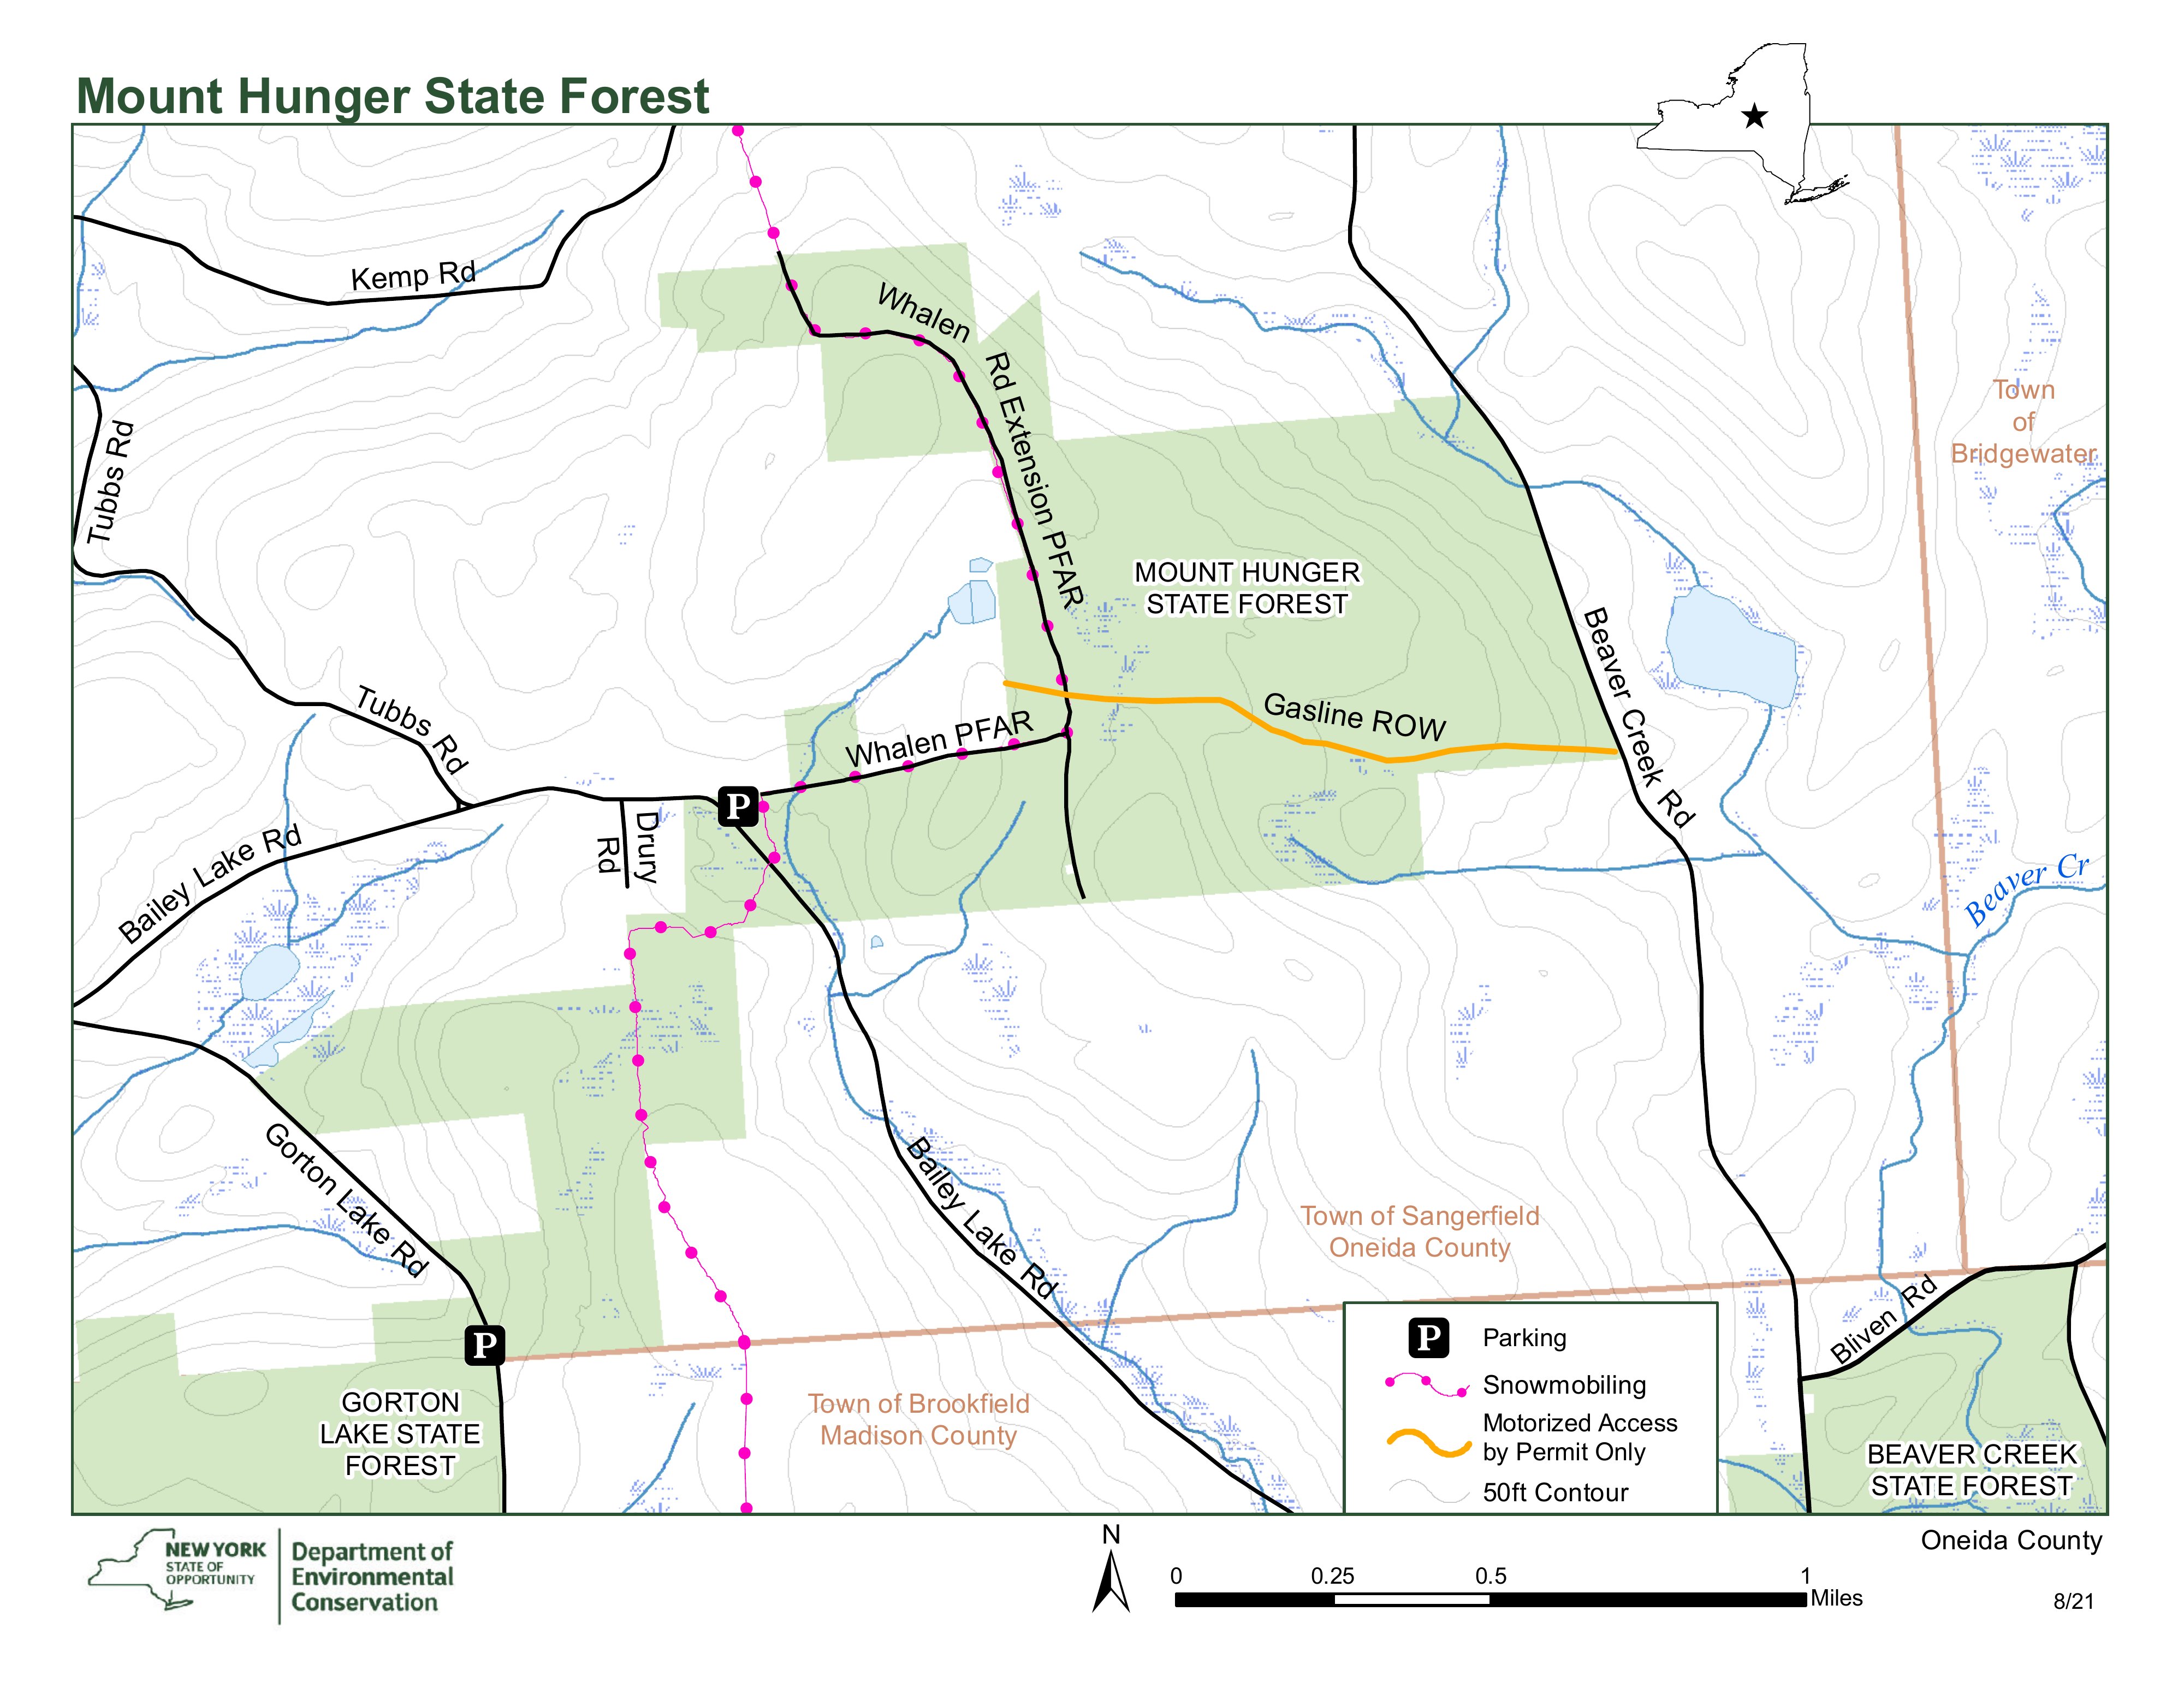 Mount Hunger State Forest
Kemp Rd
Whalen
Rd Extension PFAR
Town
of
Bridgewater
Tubbs Rd
MOUNT HUNGER
STATE FOREST
Beaver Creek Rd
Tubbs Rd
Gasline ROW
Whalen PFAR
P
Drury
Rd
Bailey Lake Rd
Beaver Cr
Gorton Lake Rd
Bailey Lake Rd
Town of Sangerfield
Oneida County
Bliven Rd
P
GORTON
LAKE STATE
FOREST
Town of Brookfield
Madison County
P Parking
Snowmobiling
Motorized Access
by Permit Only
50ft Contour
BEAVER CREEK
STATE FOREST
NEW YORK
STATE OF
OPPORTUNITY
Department of
Environmental
Conservation
N
0 0.25 0.5 1
Miles
Oneida County
8/21